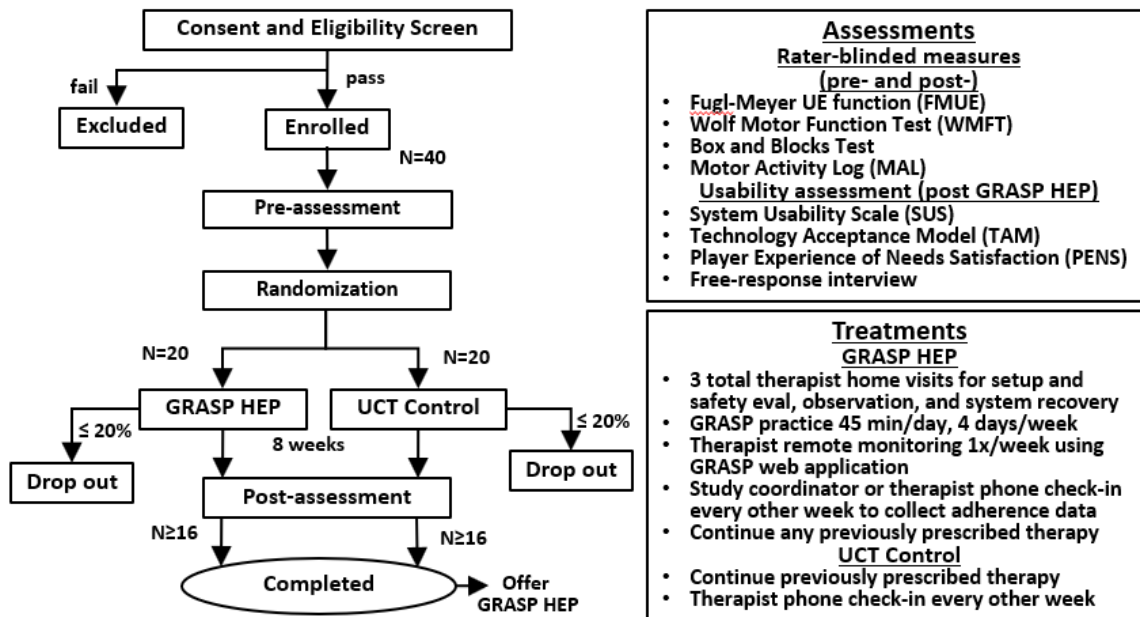 Consent and Eligibility Screen
fail
pass
Excluded
Enrolled
N=40
Pre-assessment
Randomization
N=20
N=20
GRASP HEP
UCT Control
≤ 20%
8 weeks
≤ 20%
Drop out
Drop out
Post-assessment
N≥16
N≥16
Completed
Offer
GRASP HEP
Assessments
Rater-blinded measures
(pre- and post-)
• Fugl-Meyer UE function (FMUE)
• Wolf Motor Function Test (WMFT)
• Box and Blocks Test
• Motor Activity Log (MAL)
Usability assessment (post GRASP HEP)
• System Usability Scale (SUS)
• Technology Acceptance Model (TAM)
• Player Experience of Needs Satisfaction (PENS)
• Free-response interview
Treatments
GRASP HEP
• 3 total therapist home visits for setup and
safety eval, observation, and system recovery
• GRASP practice 45 min/day, 4 days/week
• Therapist remote monitoring 1x/week using
GRASP web application
• Study coordinator or therapist phone check-in
every other week to collect adherence data
• Continue any previously prescribed therapy
UCT Control
• Continue previously prescribed therapy
• Therapist phone check-in every other week